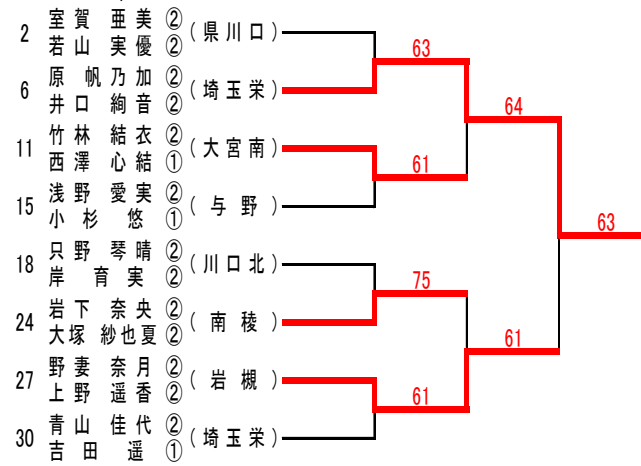 2 室賀 亜美 ② (県川口)
若山 実優 ②
6 原 帆乃加 ② (埼玉栄)
井口 絢音 ②
11 竹林 結衣 ② (大宮南)
西澤 心結 ①
15 浅野 愛実 ② (与野)
小杉 悠 ①
18 只野 琴晴 ② (川口北)
岸 育実 ②
24 岩下 奈央 ② (南稜)
大塚 紗也夏 ②
27 野妻 奈月 ② (岩槻)
上野 遥香 ②
30 青山 佳代 ② (埼玉栄)
吉田 遥 ①
63
61
75
61
64
61
63